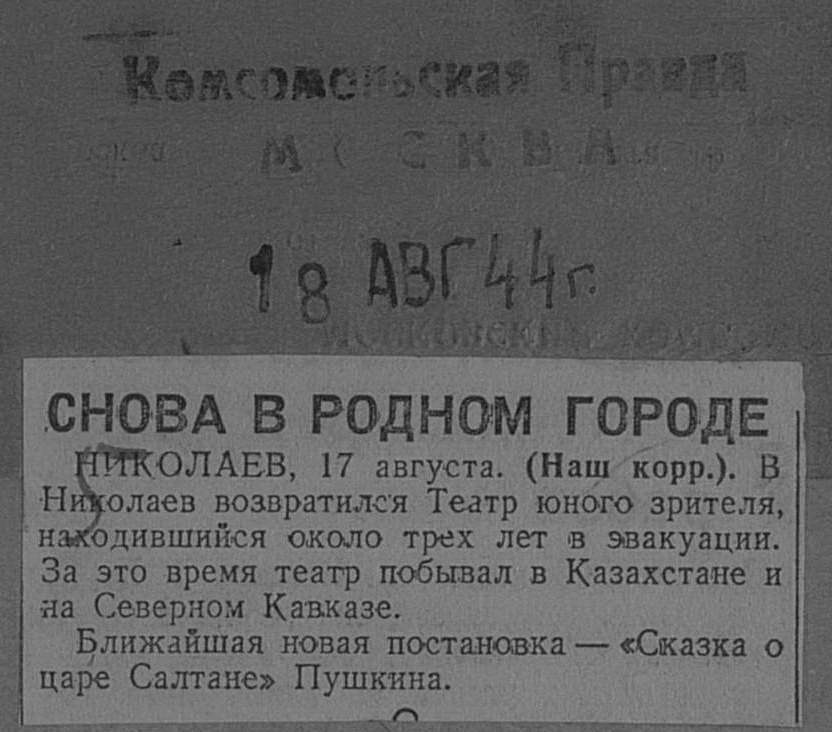 Комсомольская Правда
МОСКВА
18 АВГ 44 г.
СНОВА В РОДНОМ ГОРОДЕ
НИКОЛАЕВ, 17 августа. (Наш корр.). В
Николаев возвратился Театр юного зрителя,
находившийся около трех лет в эвакуации.
За это время театр побывал в Казахстане и
на Северном Кавказе.
Ближайшая новая постановка — «Сказка о
царе Салтане» Пушкина.